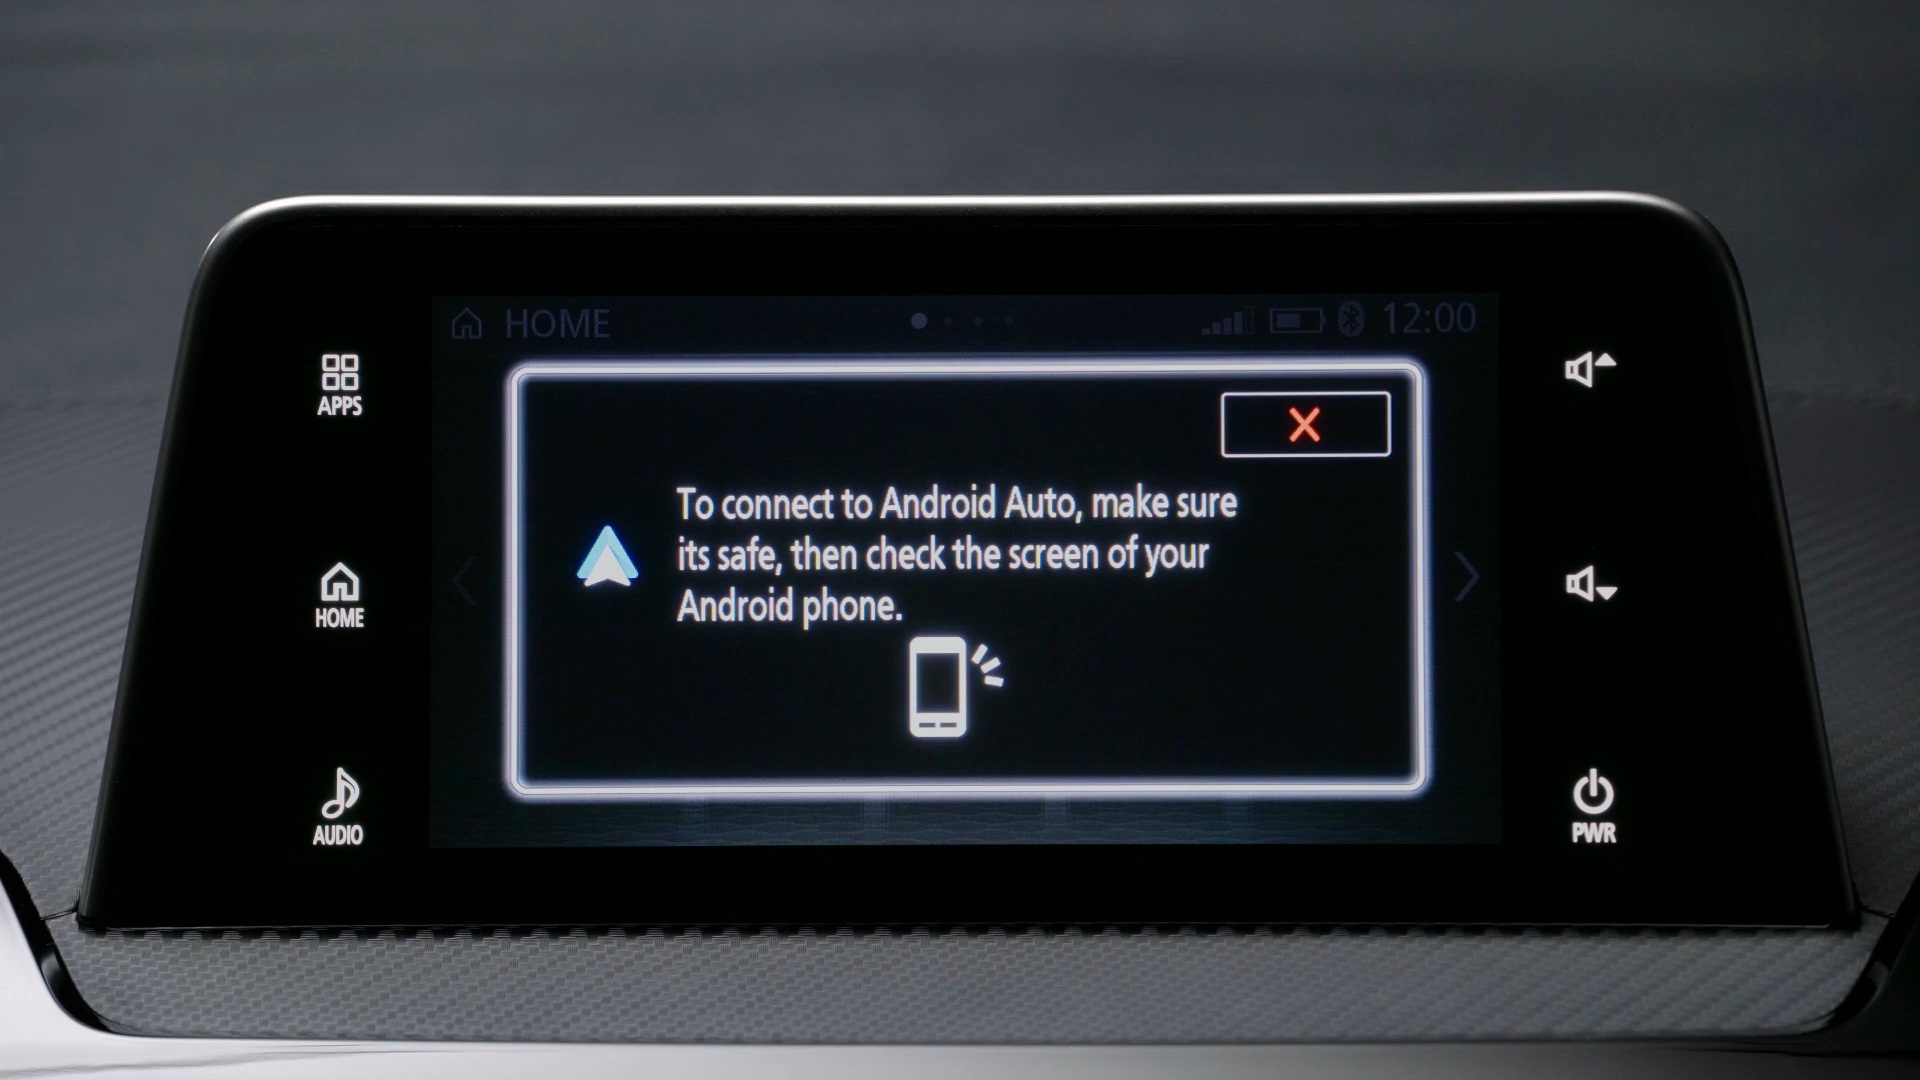 HOME
12:00
APPS
To connect to Android Auto, make sure
its safe, then check the screen of your
Android phone.
HOME
AUDIO
PWR